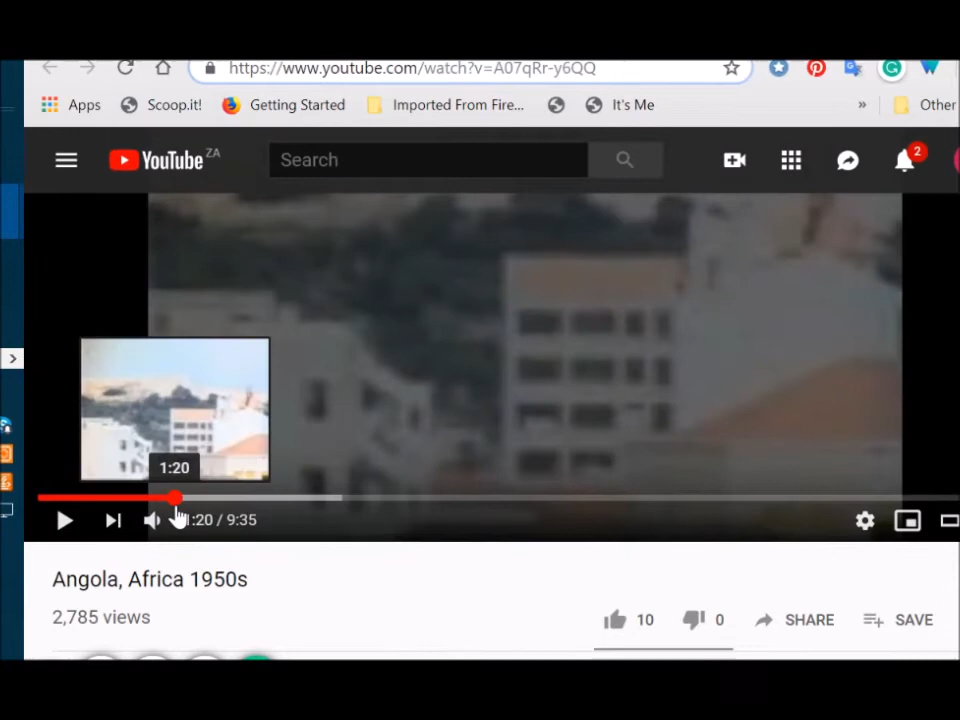 https://www.youtube.com/watch?v=A07qRr-y6QQ
Apps Scoop.it! Getting Started Imported From Fire... It's Me » Other
YouTube ZA Search 2
1:20
1:20 / 9:35
Angola, Africa 1950s
2,785 views
10 0 SHARE SAVE